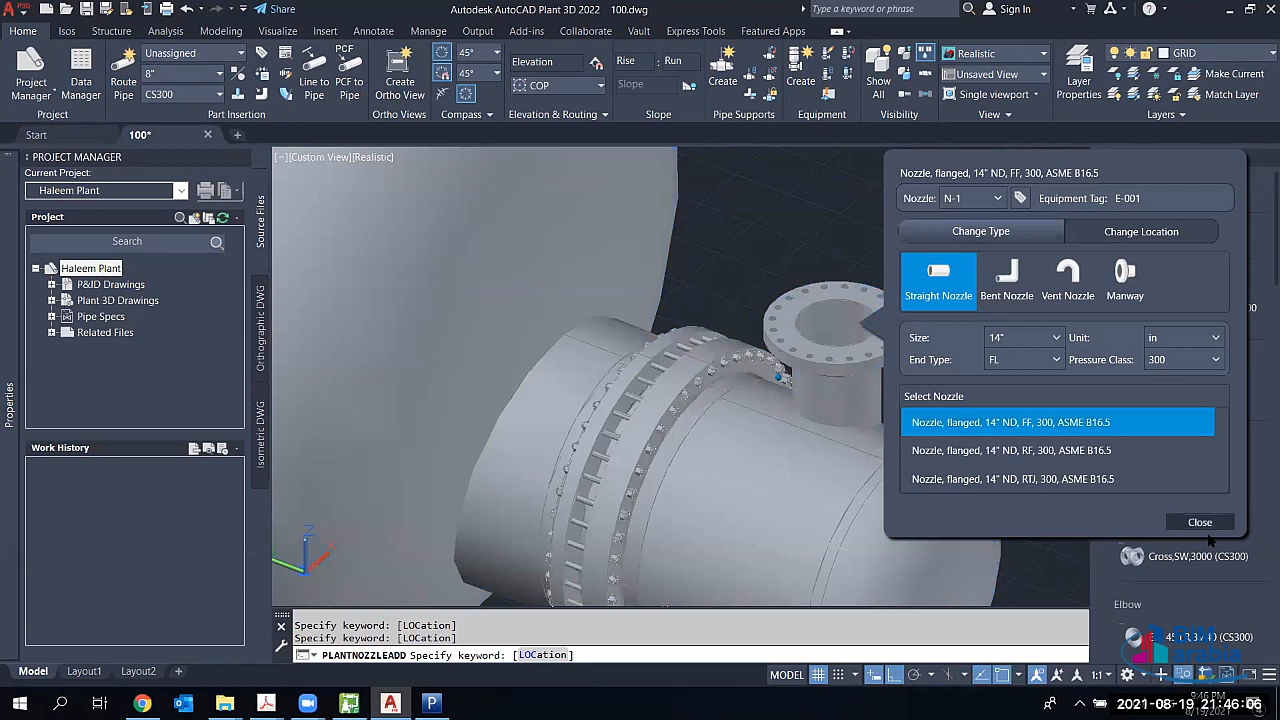 P3D
Share
Autodesk AutoCAD Plant 3D 2022 100.dwg
Type a keyword or phrase
Sign In
Home Isos Structure Analysis Modeling Visualize Insert Annotate Manage Output Add-ins Collaborate Vault Express Tools Featured Apps
Project Manager
Data Manager
Project
Route Pipe
Unassigned
8"
CS300
Line to Pipe
PCF to Pipe
PCF
Part Insertion
Create Ortho View
Ortho Views
45°
45°
Compass
Elevation
COP
Elevation & Routing
Rise Run
Slope
Slope
Create
Pipe Supports
Create
Equipment
Show All
Visibility
Realistic
Unsaved View
Single viewport
View
Layer Properties
GRID
Make Current
Match Layer
Layers
Start
100*
PROJECT MANAGER
Current Project:
Haleem Plant
Project
Search
Haleem Plant
P&ID Drawings
Plant 3D Drawings
Pipe Specs
Related Files
Work History
Properties
Source Files
Orthographic DWG
Isometric DWG
[−][Custom View][Realistic]
Z
X
Nozzle, flanged, 14" ND, FF, 300, ASME B16.5
Nozzle: N-1 Equipment Tag: E-001
Change Type Change Location
Straight Nozzle Bent Nozzle Vent Nozzle Manway
Size: 14" Unit: in
End Type: FL Pressure Class: 300
Select Nozzle
Nozzle, flanged, 14" ND, FF, 300, ASME B16.5
Nozzle, flanged, 14" ND, RF, 300, ASME B16.5
Nozzle, flanged, 14" ND, RTJ, 300, ASME B16.5
Close
Cross,SW,3000 (CS300)
Elbow
(CS300)
BIM
arabia
Specify keyword: [LOCation]
Specify keyword: [LOCation]
PLANTNOZZLEADD Specify keyword: [LOCation]
Model Layout1 Layout2
MODEL
1:1
9:46 PM
2021-08-19 21:46:06